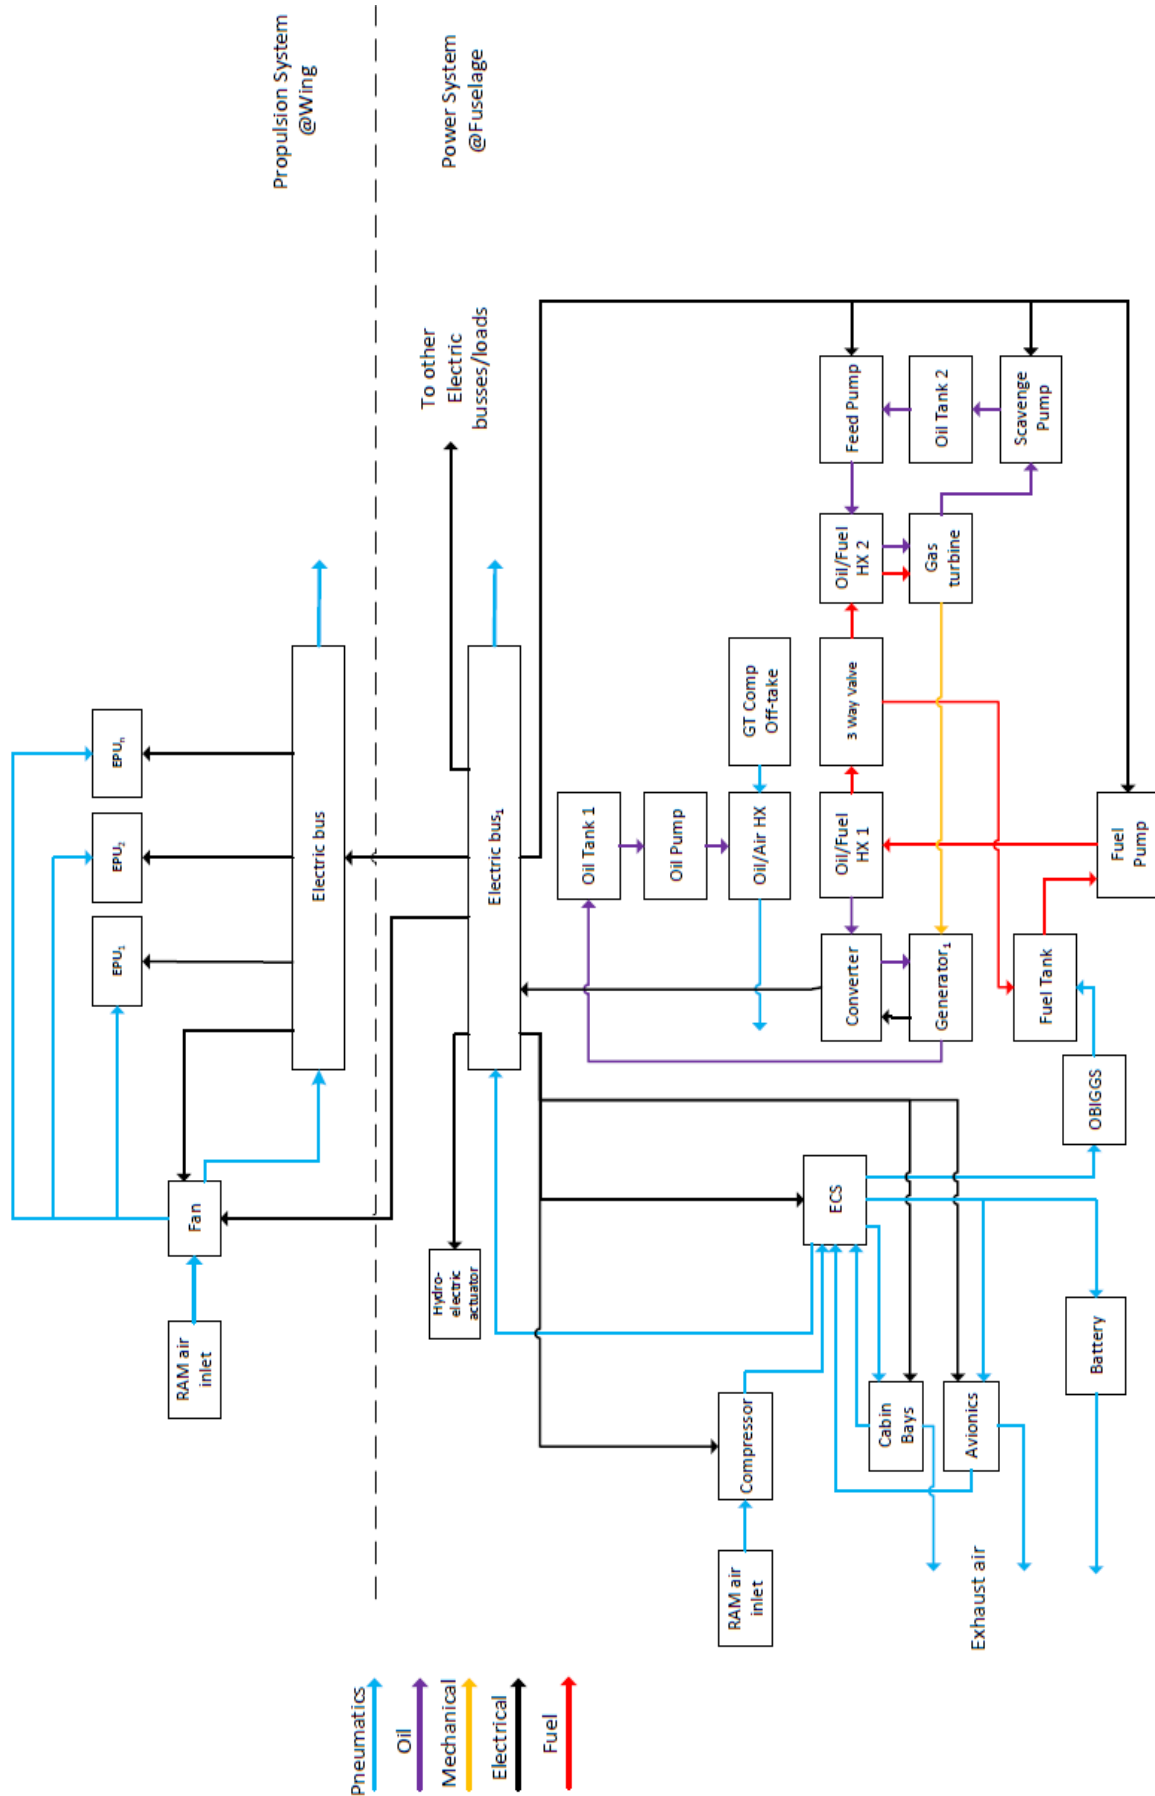 Propulsion System
@Wing
Power System
@Fuselage
RAM air
inlet
Fan
EPU₁
EPU₂
EPUₙ
Electric bus
To other
Electric
busses/loads
Hydro-
electric
actuator
Electric bus₁
Oil Tank 1
Oil Pump
Oil/Air HX
GT Comp
Off-take
RAM air
inlet
Compressor
ECS
Converter
Oil/Fuel
HX 1
3 Way Valve
Oil/Fuel
HX 2
Feed Pump
Cabin
Bays
Generator₁
Gas
turbine
Oil Tank 2
Avionics
Exhaust air
Fuel Tank
Scavenge
Pump
Battery
OBIGGS
Fuel
Pump
Pneumatics
Oil
Mechanical
Electrical
Fuel